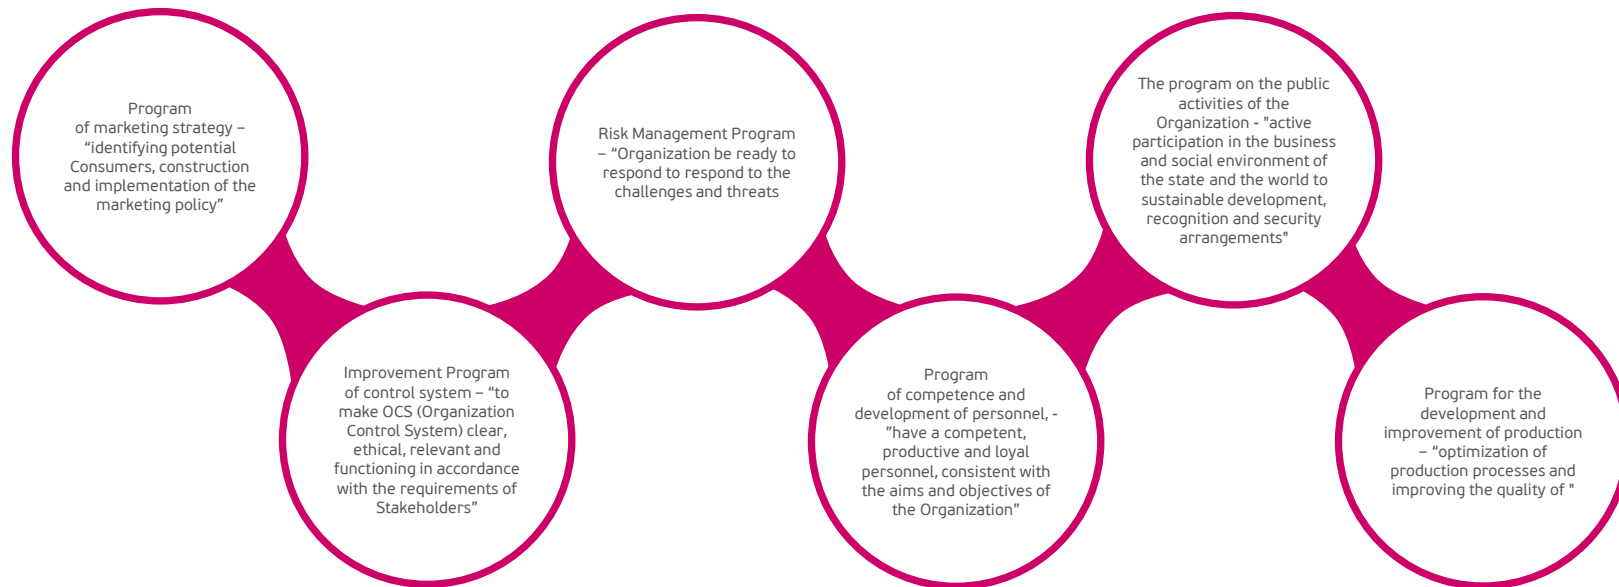 Program
of marketing strategy –
“identifying potential
Consumers, construction
and implementation of the
marketing policy”
Improvement Program
of control system – “to
make OCS (Organization
Control System) clear,
ethical, relevant and
functioning in accordance
with the requirements of
Stakeholders”
Risk Management Program
– “Organization be ready to
respond to respond to the
challenges and threats
Program
of competence and
development of personnel, -
"have a competent,
productive and loyal
personnel, consistent with
the aims and objectives of
the Organization”
The program on the public
activities of the
Organization - "active
participation in the business
and social environment of
the state and the world to
sustainable development,
recognition and security
arrangements"
Program for the
development and
improvement of production
– “optimization of
production processes and
improving the quality of "